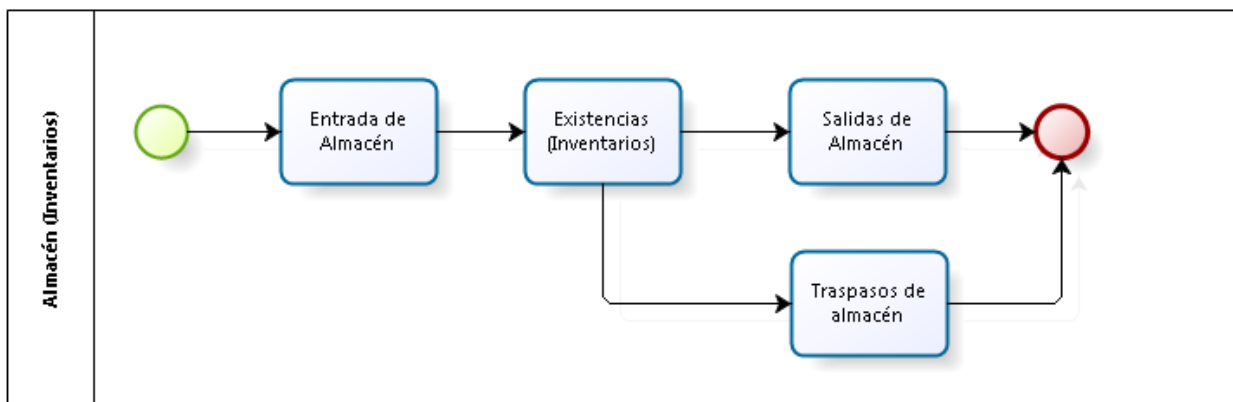 Almacén (Inventarios)
Entrada de
Almacén
Existencias
(Inventarios)
Salidas de
Almacén
Traspasos de
almacén